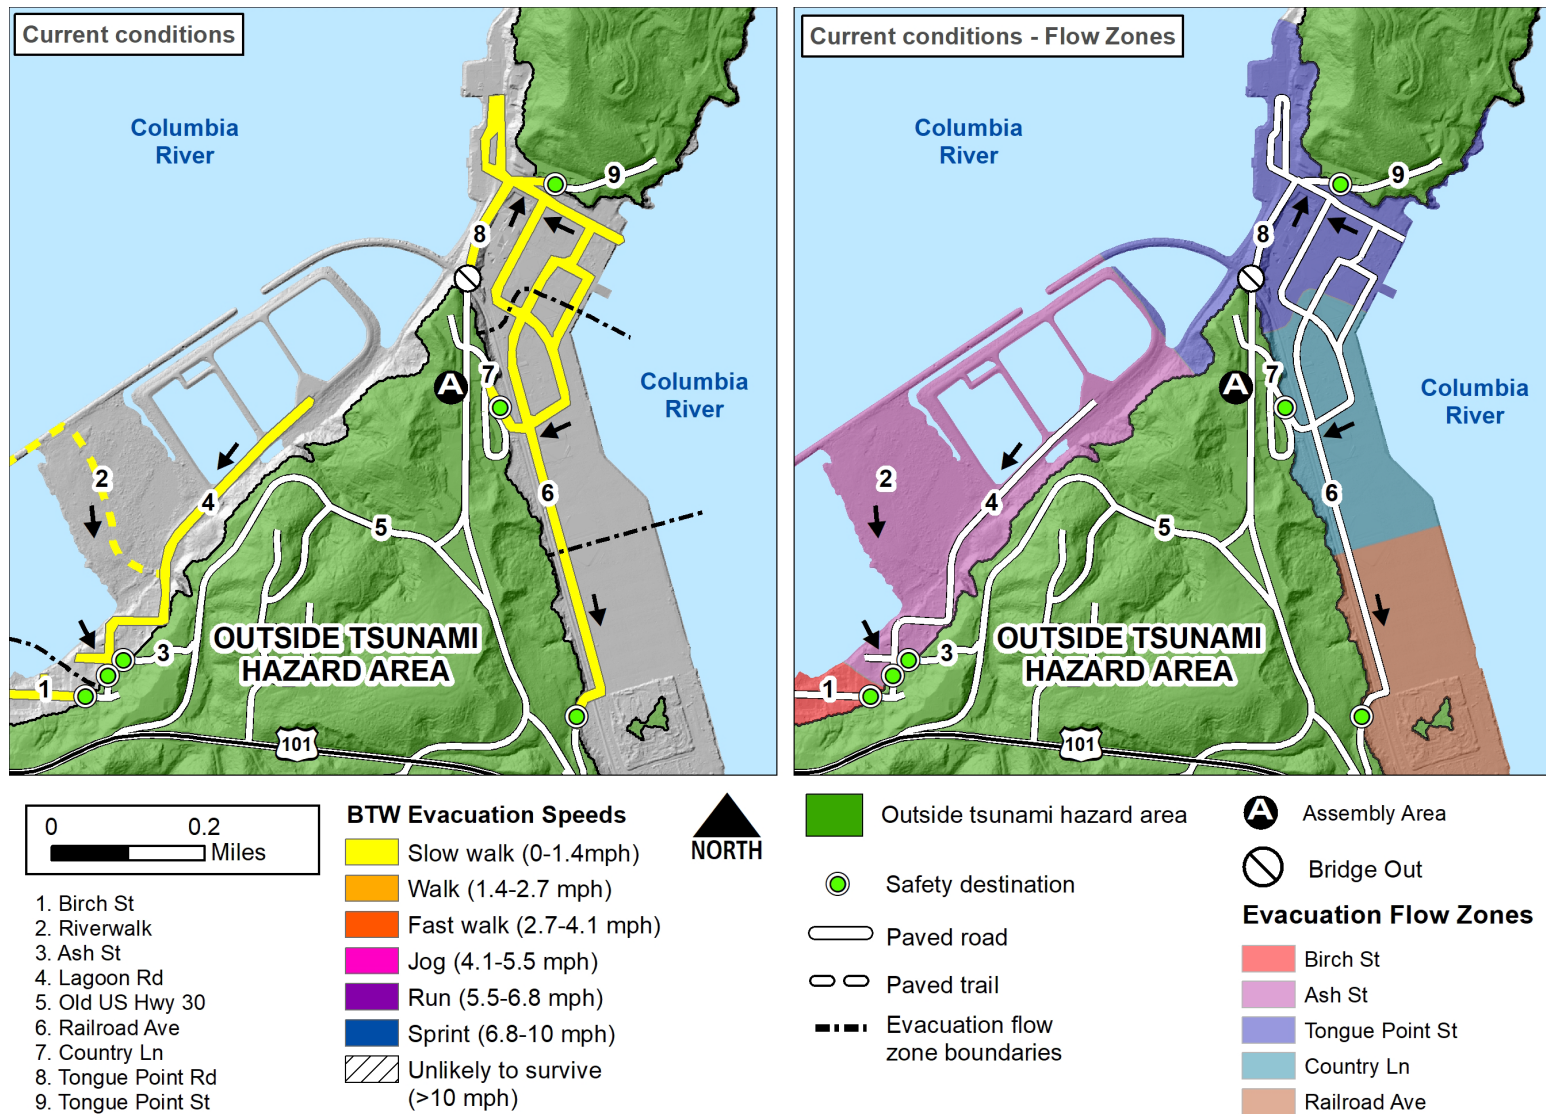 Current conditions
Columbia
River
9
8
7
A
Columbia
River
2
4
6
5
OUTSIDE TSUNAMI
HAZARD AREA
3
1
101
Current conditions - Flow Zones
Columbia
River
9
8
7
A
Columbia
River
2
4
6
5
OUTSIDE TSUNAMI
HAZARD AREA
3
1
101
0 0.2
Miles
1. Birch St
2. Riverwalk
3. Ash St
4. Lagoon Rd
5. Old US Hwy 30
6. Railroad Ave
7. Country Ln
8. Tongue Point Rd
9. Tongue Point St
BTW Evacuation Speeds
Slow walk (0-1.4mph)
Walk (1.4-2.7 mph)
Fast walk (2.7-4.1 mph)
Jog (4.1-5.5 mph)
Run (5.5-6.8 mph)
Sprint (6.8-10 mph)
Unlikely to survive
(>10 mph)
NORTH
Outside tsunami hazard area
Safety destination
Paved road
Paved trail
Evacuation flow
zone boundaries
A Assembly Area
Bridge Out
Evacuation Flow Zones
Birch St
Ash St
Tongue Point St
Country Ln
Railroad Ave